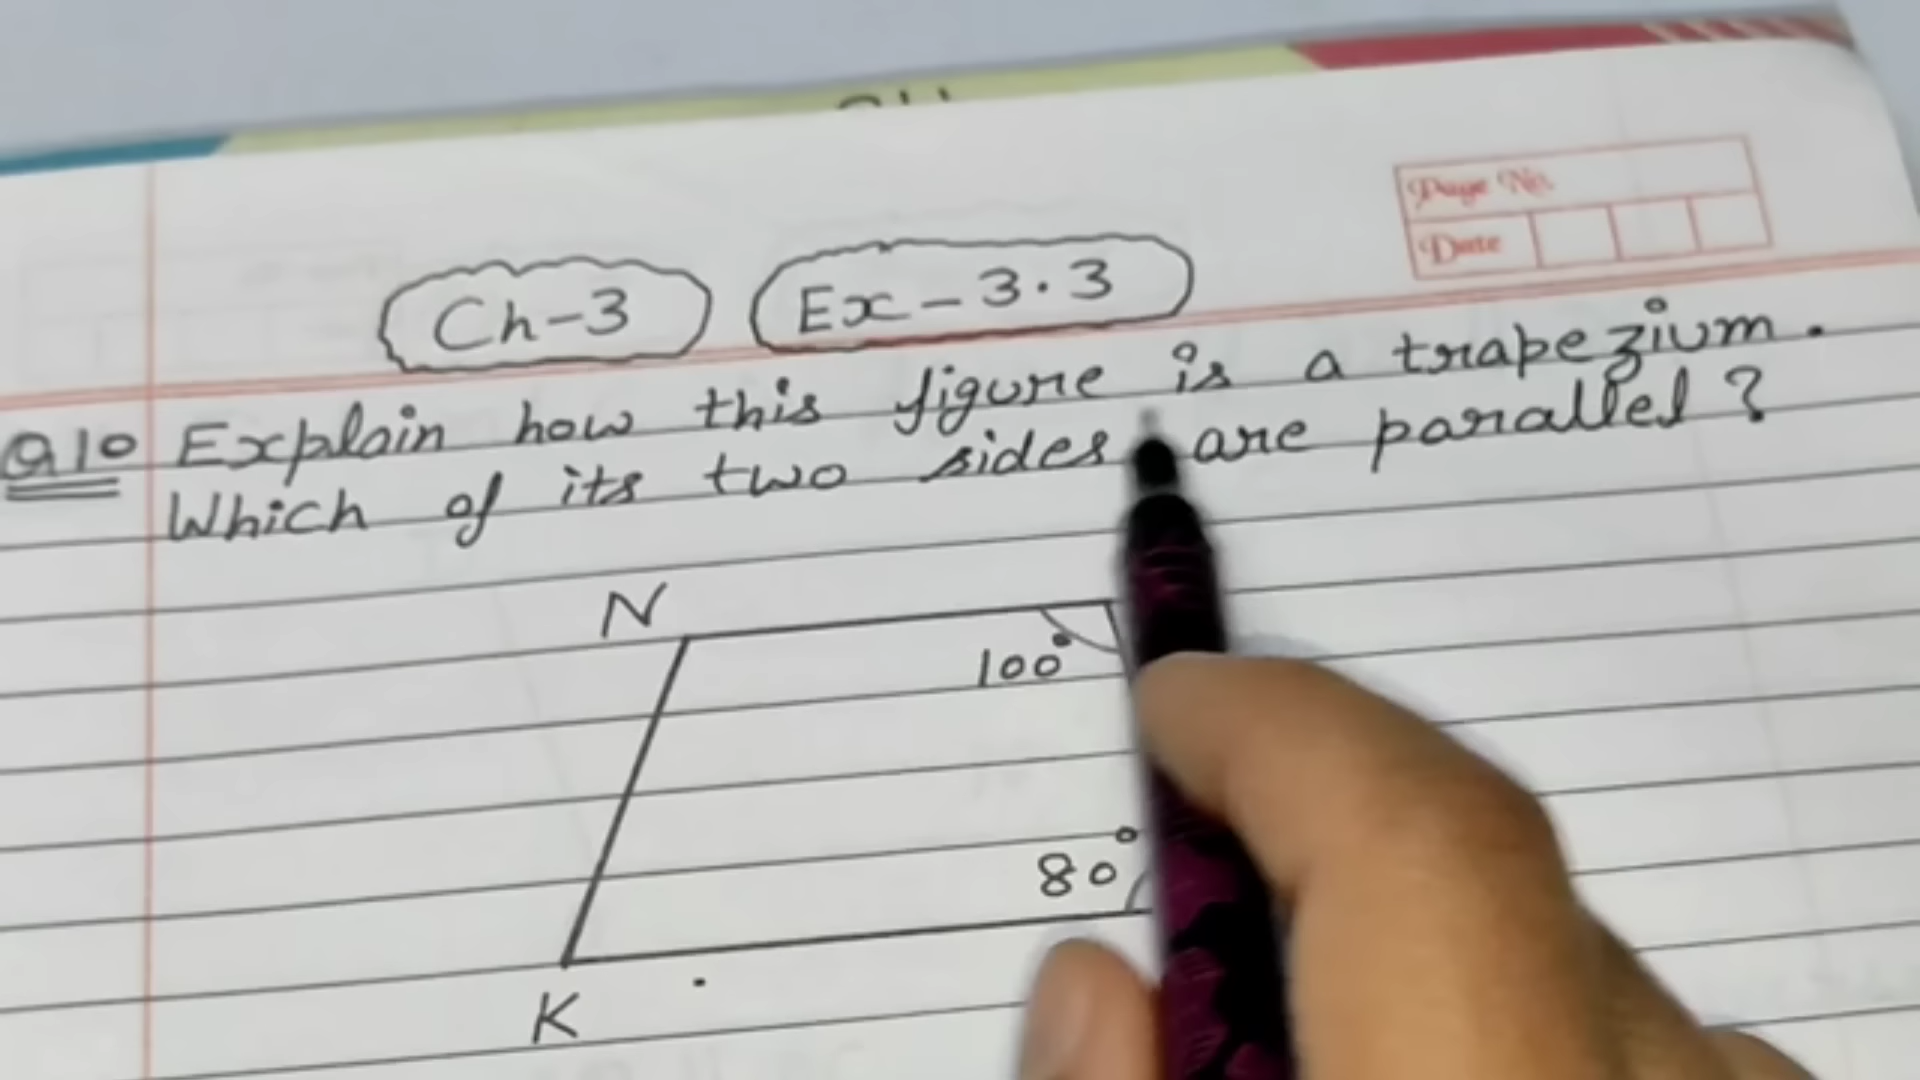 Page No.
Date
Ch-3 Ex-3.3
Q10 Explain how this figure is a trapezium.
Which of its two sides are parallel?
N
100°
80°
K